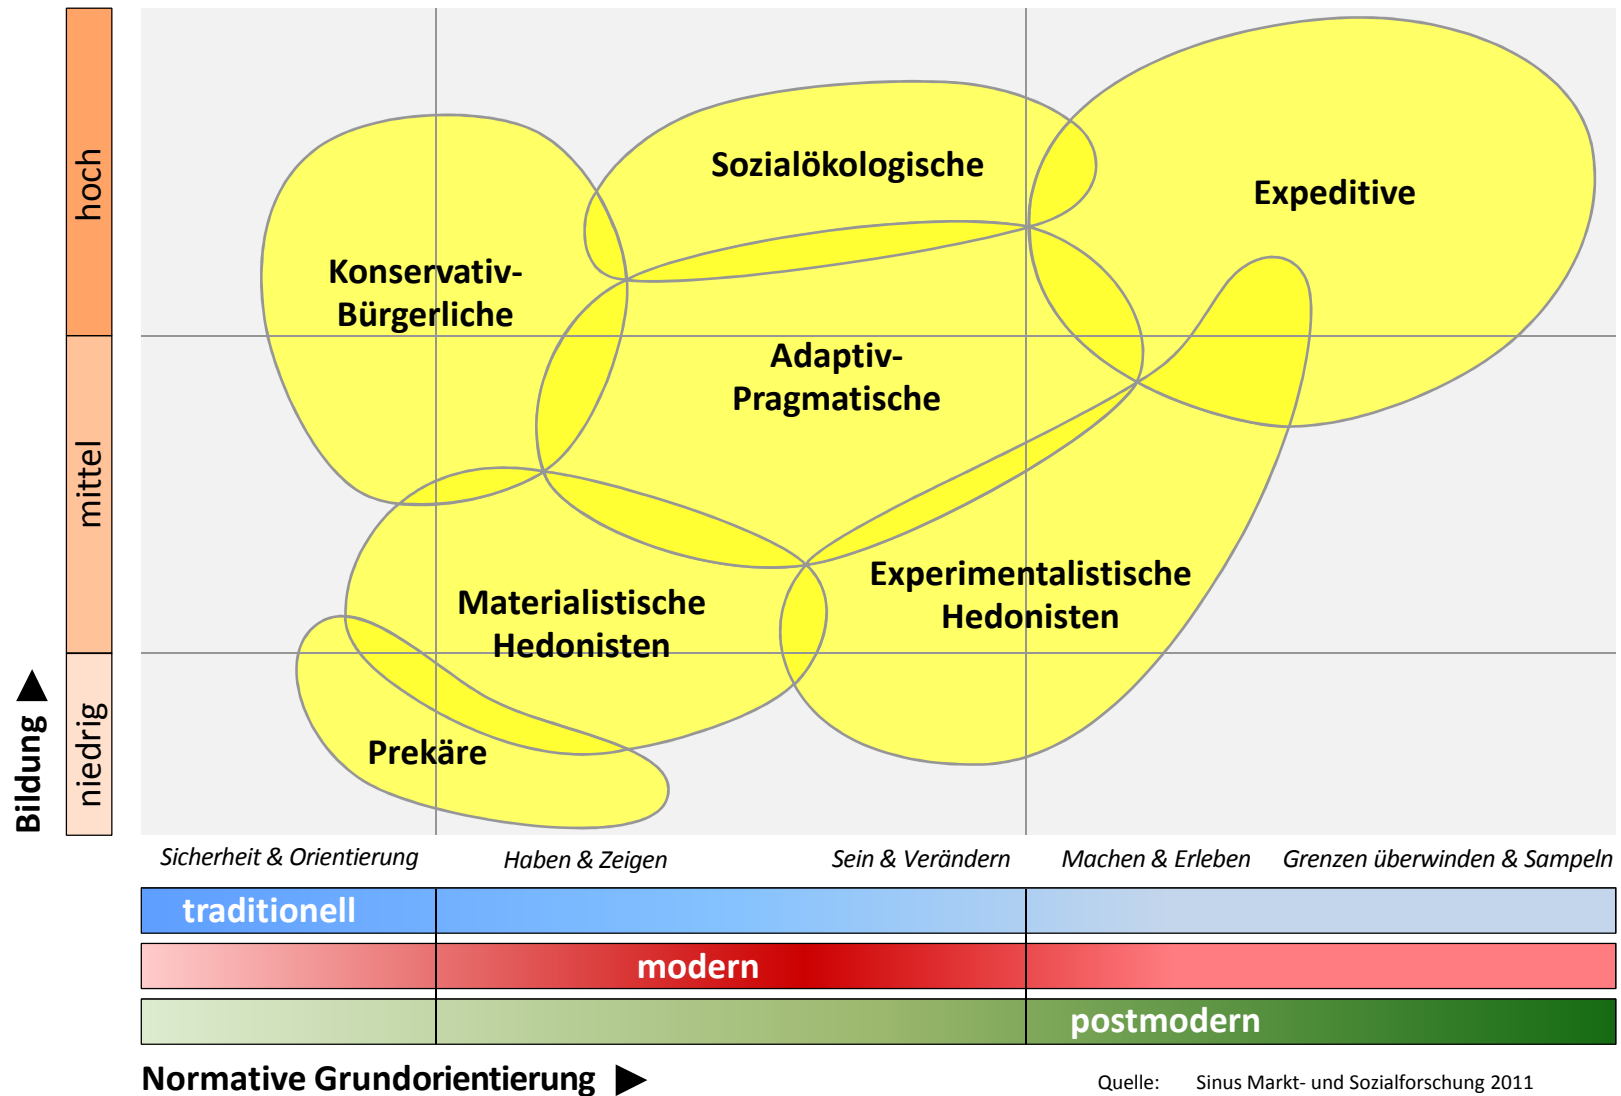 Bildung ▶
hoch
mittel
niedrig
Sozialökologische
Expeditive
Konservativ-
Bürgerliche
Adaptiv-
Pragmatische
Experimentalistische
Hedonisten
Materialistische
Hedonisten
Prekäre
Sicherheit & Orientierung
Haben & Zeigen
Sein & Verändern
Machen & Erleben
Grenzen überwinden & Sampeln
traditionell
modern
postmodern
Normative Grundorientierung ▶
Quelle: Sinus Markt- und Sozialforschung 2011